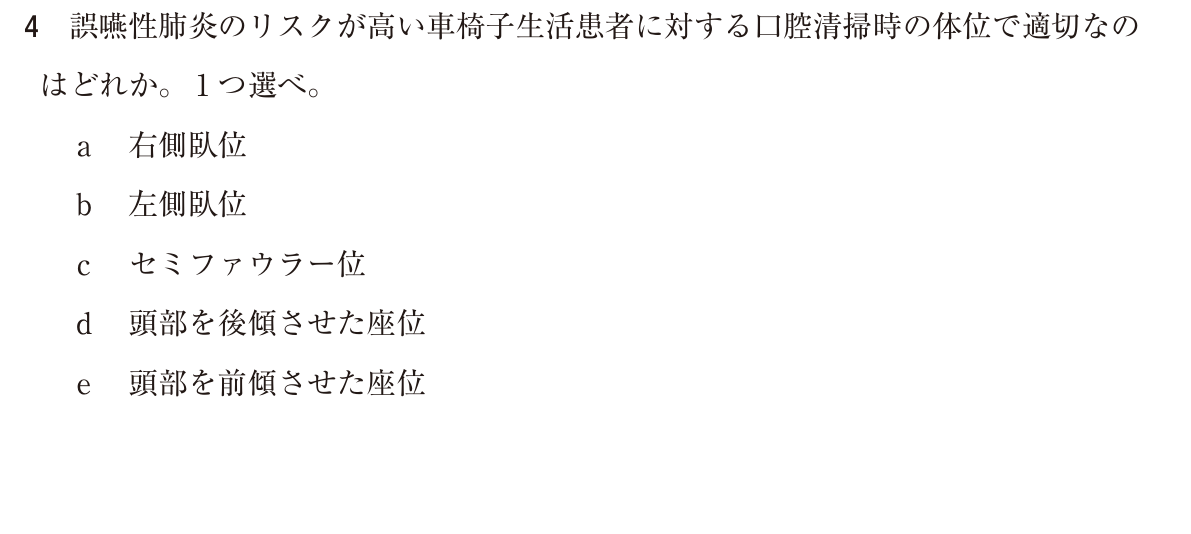 4 誤嚥性肺炎のリスクが高い車椅子生活患者に対する口腔清掃時の体位で適切なの
はどれか。1つ選べ。
a 右側臥位
b 左側臥位
c セミファウラー位
d 頭部を後傾させた座位
e 頭部を前傾させた座位